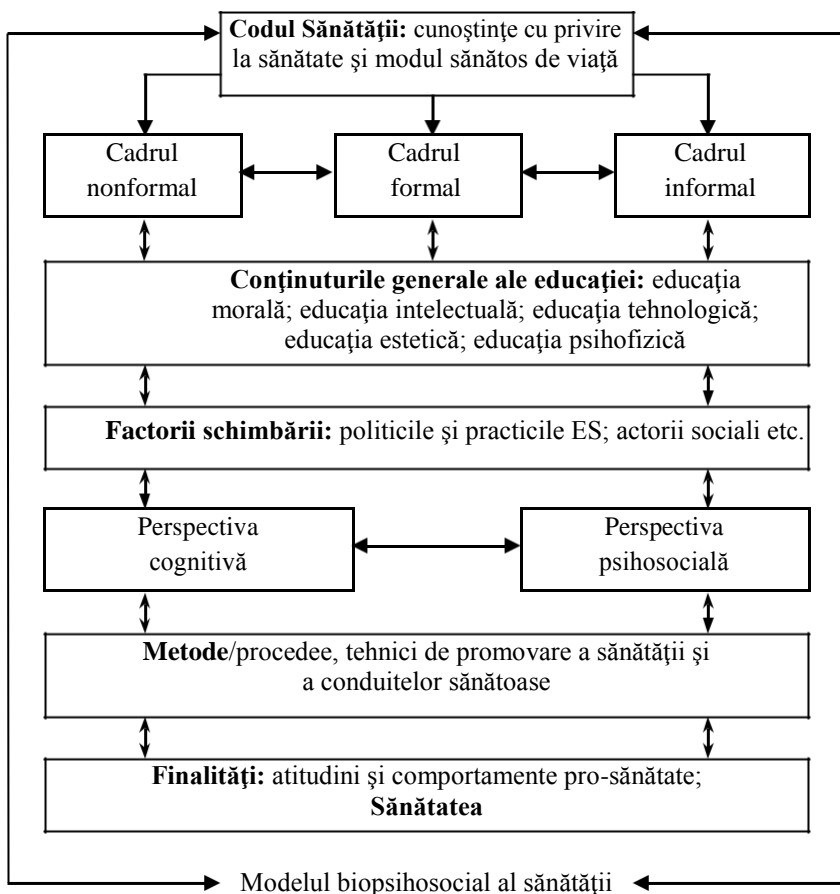 Codul Sănătăţii: cunoştinţe cu privire
la sănătate şi modul sănătos de viaţă
Cadrul
nonformal
Cadrul
formal
Cadrul
informal
Conţinuturile generale ale educaţiei: educaţia
morală; educaţia intelectuală; educaţia tehnologică;
educaţia estetică; educaţia psihofizică
Factorii schimbării: politicile şi practicile ES; actorii sociali etc.
Perspectiva
cognitivă
Perspectiva
psihosocială
Metode/procedee, tehnici de promovare a sănătăţii şi
a conduitelor sănătoase
Finalităţi: atitudini şi comportamente pro-sănătate;
Sănătatea
Modelul biopsihosocial al sănătăţii